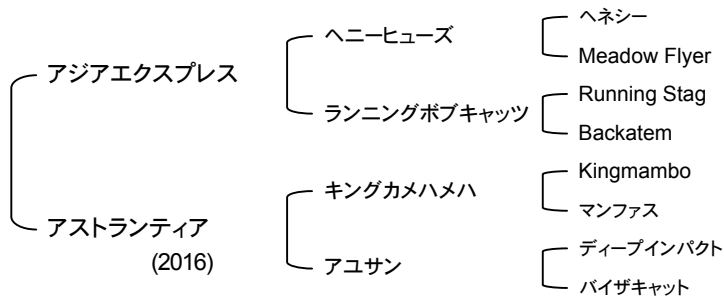 アジアエクスプレス
ヘニーヒューズ
ヘネシー
Meadow Flyer
ランニングボブキャッツ
Running Stag
Backatem
アストランティア
(2016)
キングカメハメハ
Kingmambo
マンファス
アユサン
ディープインパクト
バイザキャット